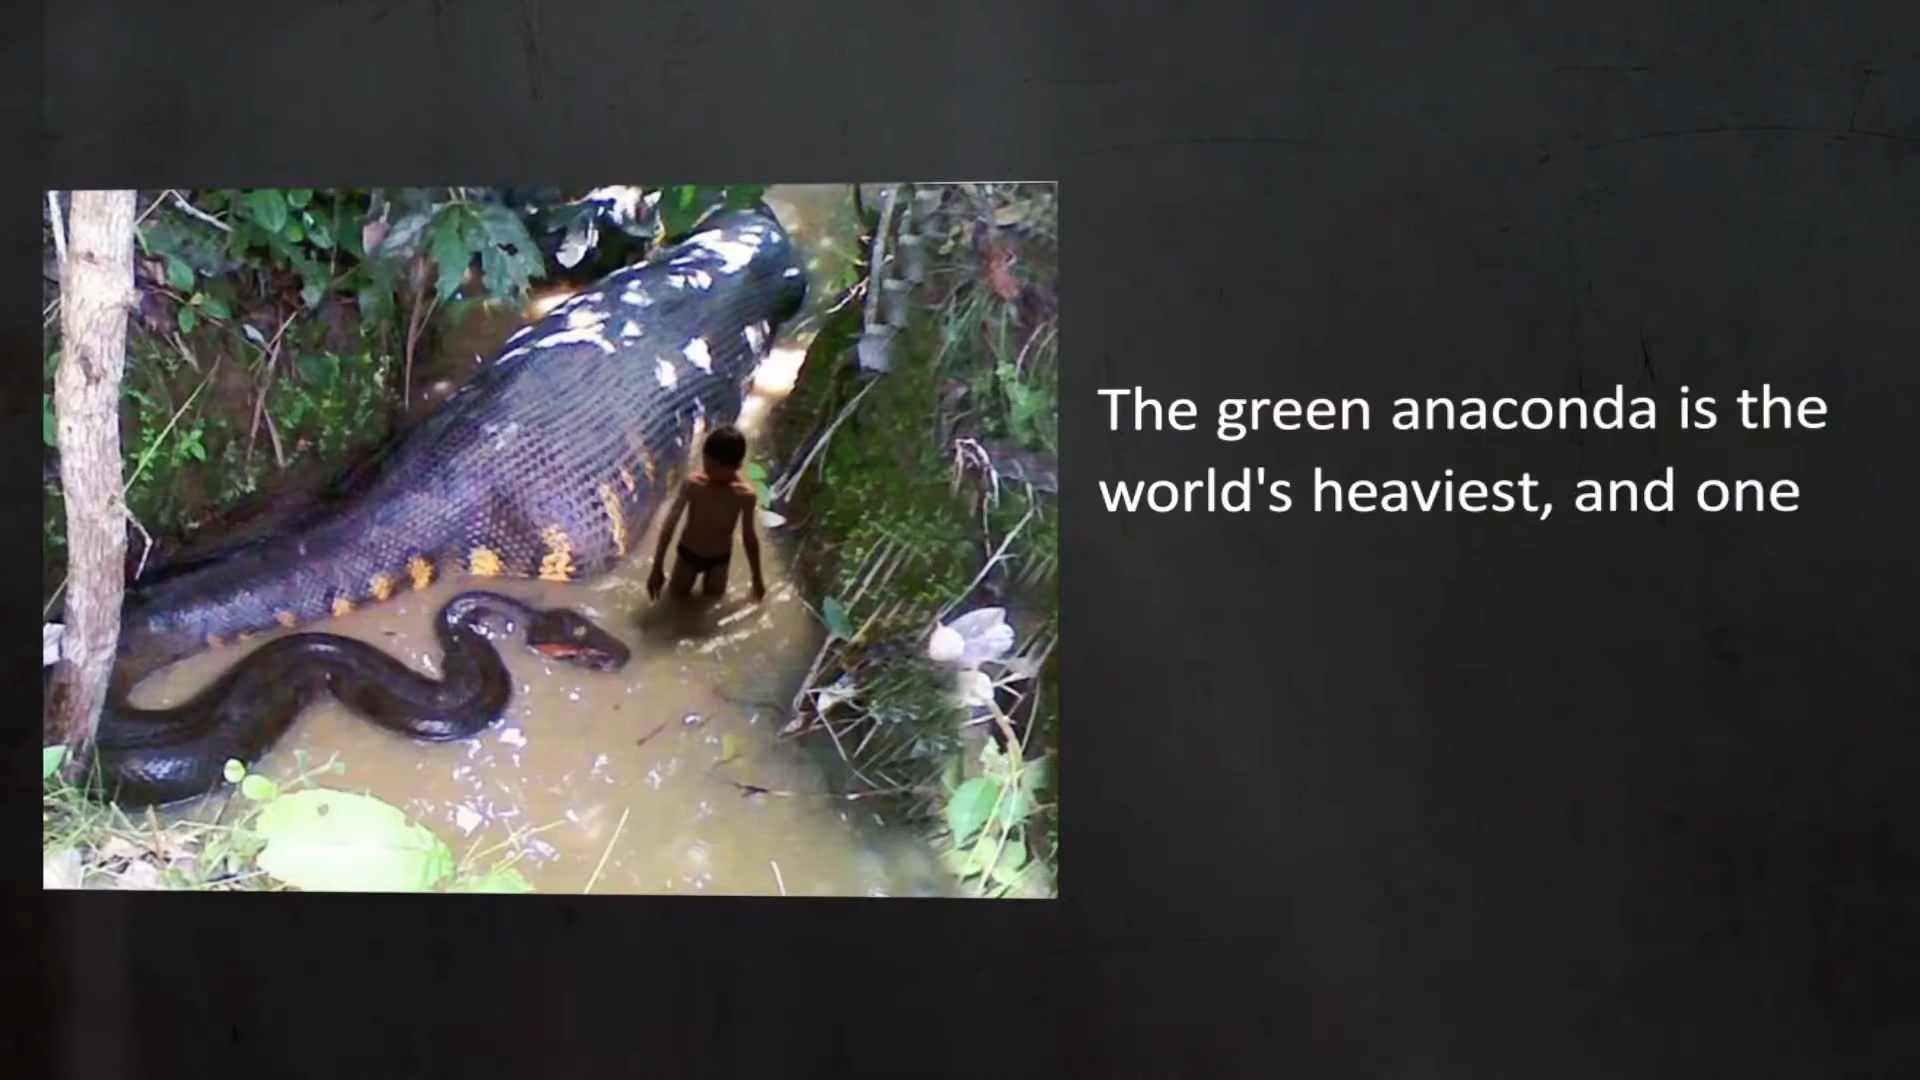 The green anaconda is the
world's heaviest, and one